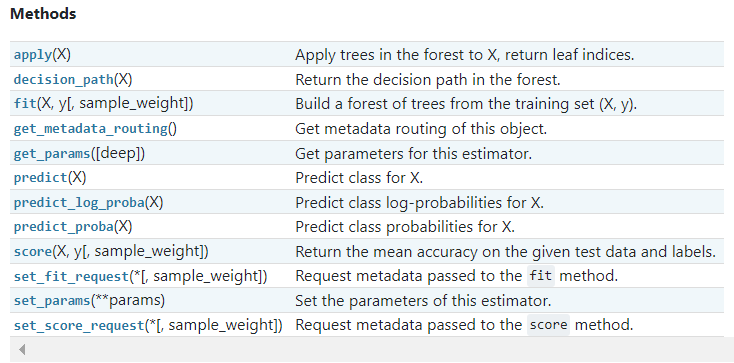 Methods
apply(X) Apply trees in the forest to X, return leaf indices.
decision_path(X) Return the decision path in the forest.
fit(X, y[, sample_weight]) Build a forest of trees from the training set (X, y).
get_metadata_routing() Get metadata routing of this object.
get_params([deep]) Get parameters for this estimator.
predict(X) Predict class for X.
predict_log_proba(X) Predict class log-probabilities for X.
predict_proba(X) Predict class probabilities for X.
score(X, y[, sample_weight]) Return the mean accuracy on the given test data and labels.
set_fit_request(*[, sample_weight]) Request metadata passed to the fit method.
set_params(**params) Set the parameters of this estimator.
set_score_request(*[, sample_weight]) Request metadata passed to the score method.